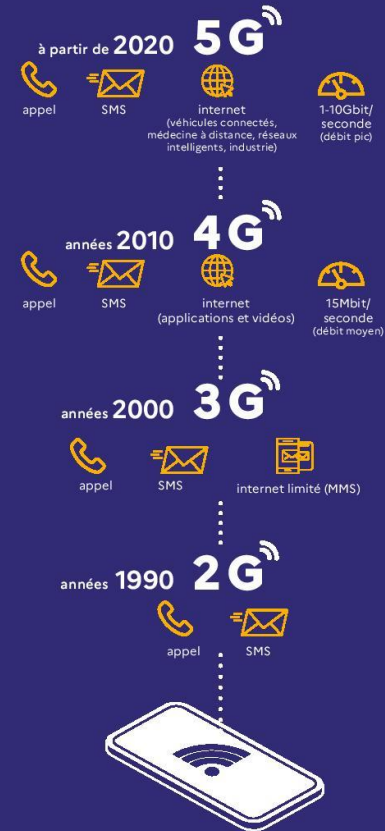 à partir de 2020 5G
appel
SMS
internet
(véhicules connectés,
médecine à distance, réseaux
intelligents, industrie)
1-10Gbit/
seconde
(débit pic)
années 2010 4G
appel
SMS
internet
(applications et vidéos)
15Mbit/
seconde
(débit moyen)
années 2000 3G
appel
SMS
internet limité (MMS)
années 1990 2G
appel
SMS